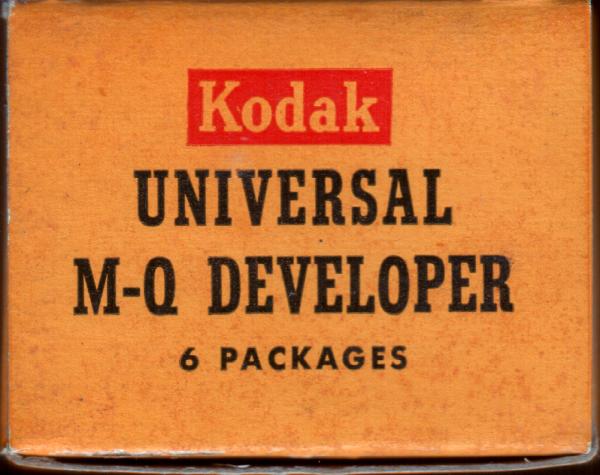 Kodak
UNIVERSAL
M-Q DEVELOPER
6 PACKAGES